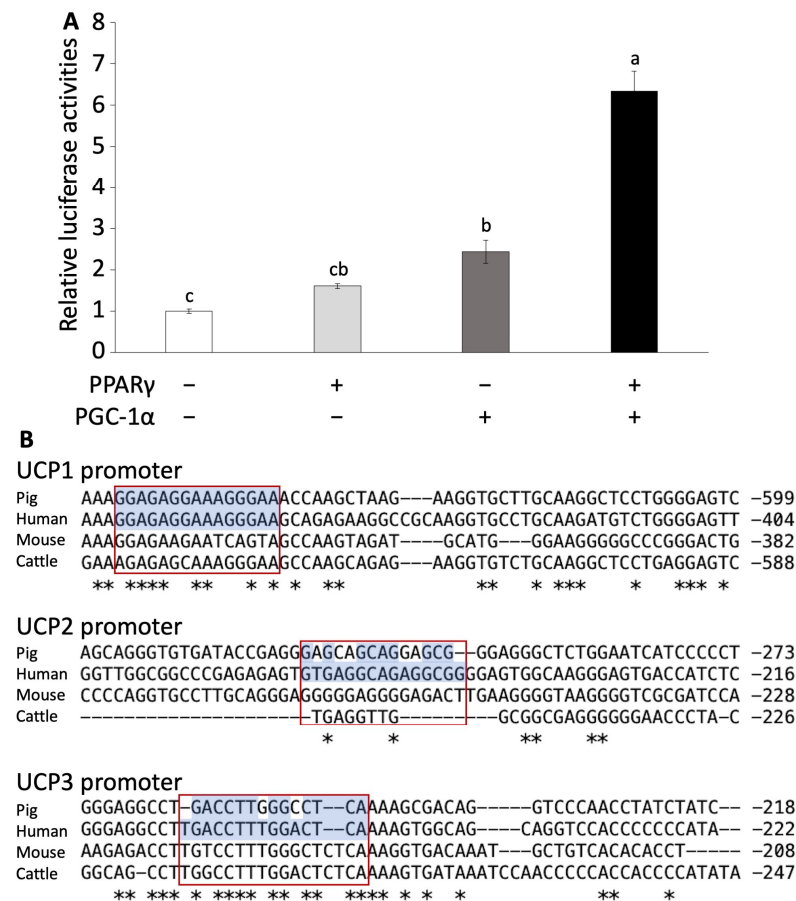 A
Relative luciferase activities
8
7
6
5
4
3
2
1
0
c
cb
b
a
PPARγ – + – +
PGC-1α – – + +
B
UCP1 promoter
Pig AAAGGAGAGGAAAGGGAAACCAAGCTAAG---AAGGTGCTTGCAAGGCTCCTGGGGAGTC -599
Human AAAGGAGAGGAAAGGGAAGCAGAGAAGGCCGCAAGGTGCCTGCAAGATGTCTGGGGAGTT -404
Mouse AAAGGAGAAGAATCAGTAGCCAAGTAGAT----GCATG---GGAAGGGGGCCCGGGACTG -382
Cattle GAAAGAGAGCAAAGGGAAGCCAAGCAGAG---AAGGTGTCTGCAAGGCTCCTGAGGAGTC -588
** **** ** * * * ** ** * *** * *** *
UCP2 promoter
Pig AGCAGGGTGTGATACCGAGGGAGCAGCAGGAGCG--GGAGGGCTCTGGGAATCATCCCCCT -273
Human GGTTGGCGGCCCGAGAGAGTGTGAGGCAGAGGCGGGGAGTGGCAAGGGAGTGACCATCTC -216
Mouse CCCCAGGTGCCTTGCAGGGAGGGGGAGGGGAGACTTGAAGGGGTAAGGGGTCGCGATCCA -228
Cattle ---------------------TGAGGTTG---------GCGGCGAGGGGGGAACCCTA-C -226
* * ** **
UCP3 promoter
Pig GGGAGGCCT-GACCTTGGGCCT--CAAAAGCGACAG-----GTCCCAACCTATCTATC-- -218
Human GGGAGGCCTTGACCTTTGGACT--CAAAAGTGGCAG----CAGGTCCACCCCCCCATA-- -222
Mouse AAGAGACCTTGTCCTTTGGGCTCTCAAAGGTGACAAAT---GCTGTCACACACCT----- -208
Cattle GGCAG-CCTTGGCCTTTGGACTCTCAAAAGTGATAAATCCAACCCCCACCACCCCATATA -247
** *** * **** ** ** **** * * * ** *